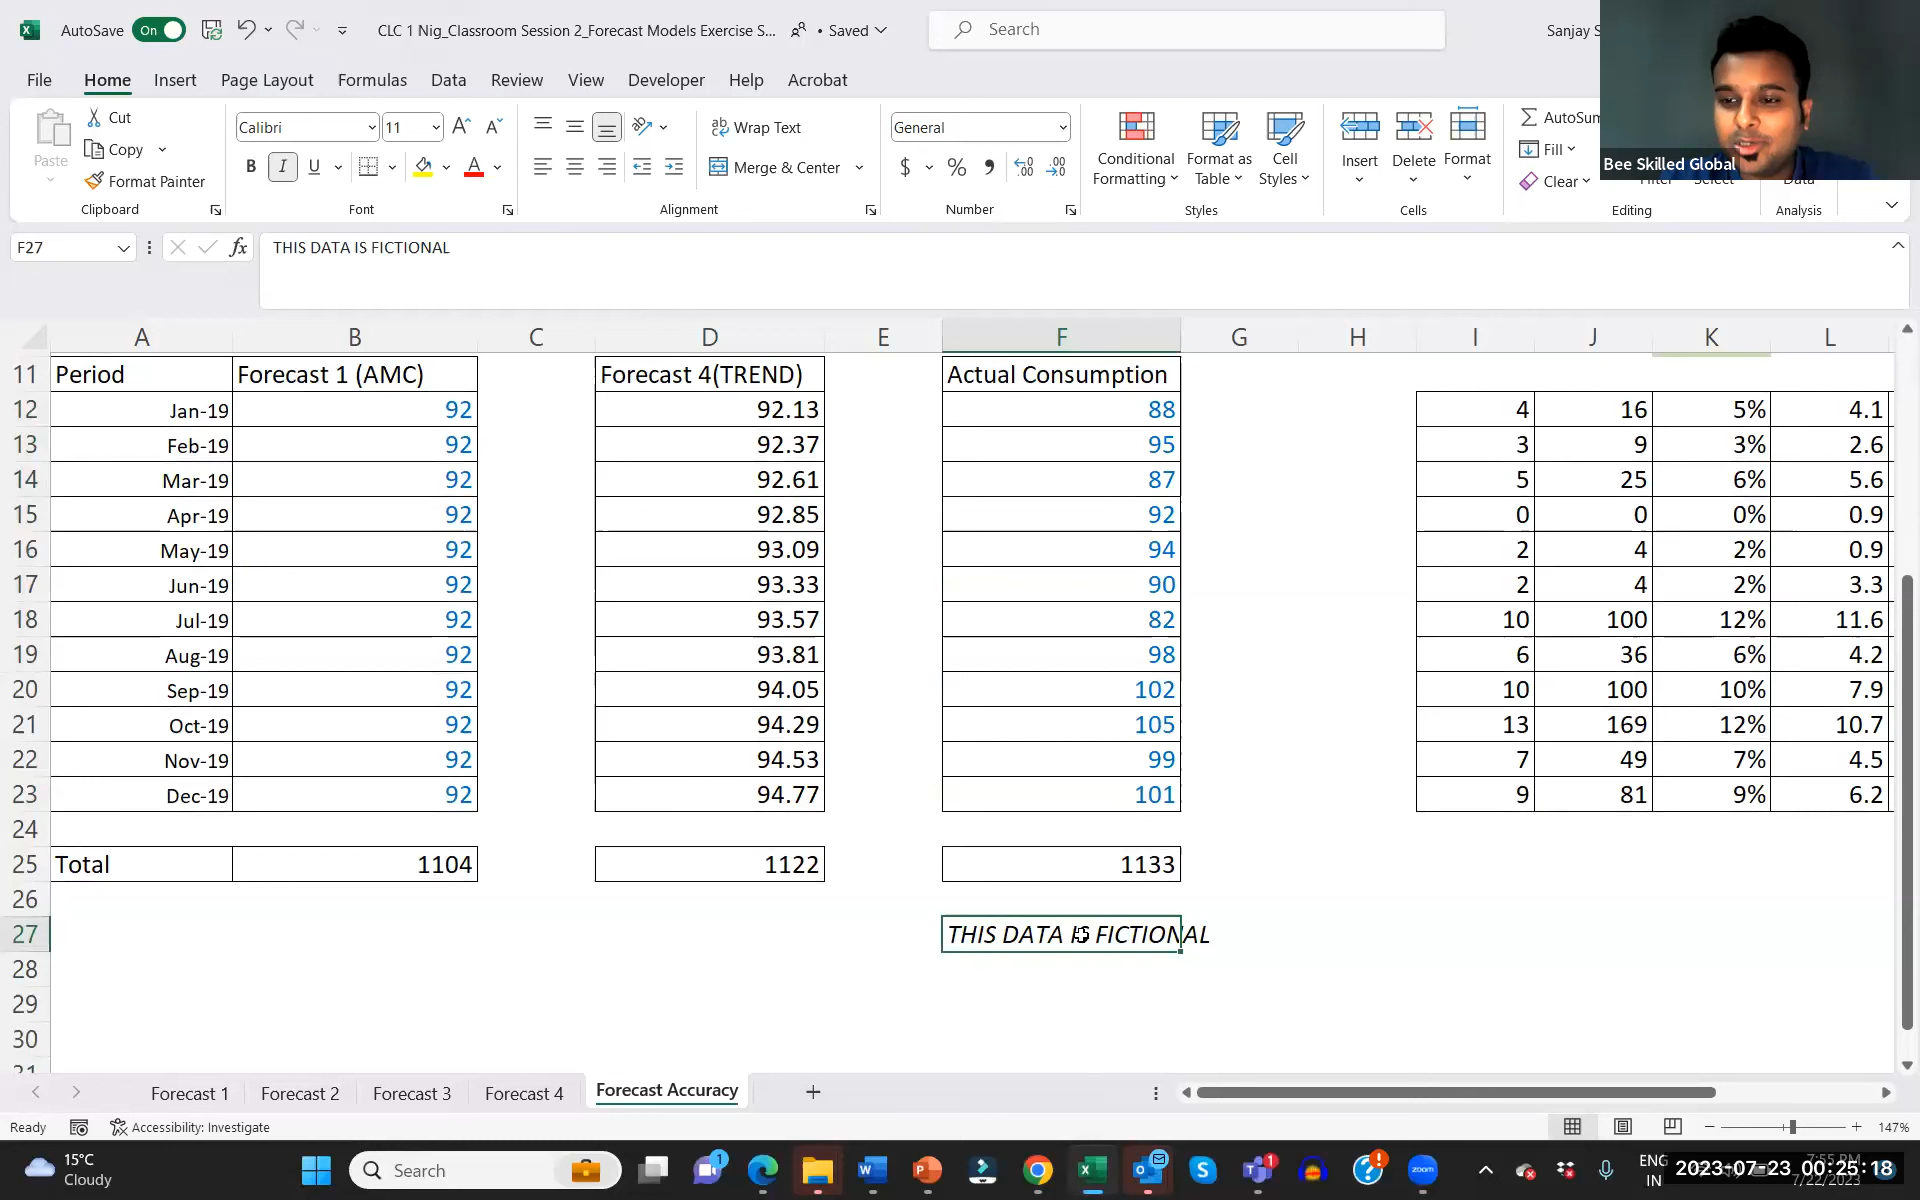 AutoSave On CLC 1 Nig_Classroom Session 2_Forecast Models Exercise S... • Saved Search Sanjay S
File Home Insert Page Layout Formulas Data Review View Developer Help Acrobat
Paste Cut Copy Format Painter Clipboard
Calibri 11 B I U A Font
ab Wrap Text Merge & Center Alignment
General $ % Number
Conditional Formatting Format as Table Cell Styles Styles
Insert Delete Format Cells
AutoSum Fill Clear Editing
Analysis
Bee Skilled Global
F27 fx THIS DATA IS FICTIONAL
A B C D E F G H I J K L
11 Period Forecast 1 (AMC) Forecast 4(TREND) Actual Consumption
12 Jan-19 92 92.13 88 4 16 5% 4.1
13 Feb-19 92 92.37 95 3 9 3% 2.6
14 Mar-19 92 92.61 87 5 25 6% 5.6
15 Apr-19 92 92.85 92 0 0 0% 0.9
16 May-19 92 93.09 94 2 4 2% 0.9
17 Jun-19 92 93.33 90 2 4 2% 3.3
18 Jul-19 92 93.57 82 10 100 12% 11.6
19 Aug-19 92 93.81 98 6 36 6% 4.2
20 Sep-19 92 94.05 102 10 100 10% 7.9
21 Oct-19 92 94.29 105 13 169 12% 10.7
22 Nov-19 92 94.53 99 7 49 7% 4.5
23 Dec-19 92 94.77 101 9 81 9% 6.2
24
25 Total 1104 1122 1133
26
27 THIS DATA IS FICTIONAL
28
29
30
Forecast 1 Forecast 2 Forecast 3 Forecast 4 Forecast Accuracy +
Ready Accessibility: Investigate 147%
15°C
Cloudy
Search
ENG
IN
2023-07-23 00:25:18
7/22/2023